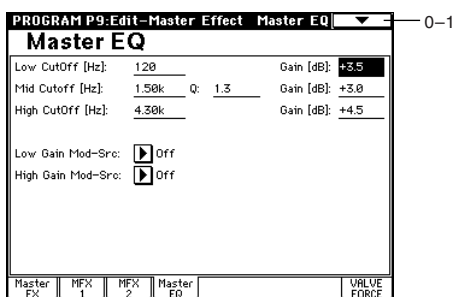 PROGRAM P9:Edit-Master Effect Master EQ 0–1
Master EQ
Low CutOff [Hz]: 120 Gain [dB]: +3.5
Mid Cutoff [Hz]: 1.50k Q: 1.3 Gain [dB]: +3.0
High CutOff [Hz]: 4.30k Gain [dB]: +4.5
Low Gain Mod-Src: Off
High Gain Mod-Src: Off
Master FX MFX 1 MFX 2 Master EQ VALVE FORCE